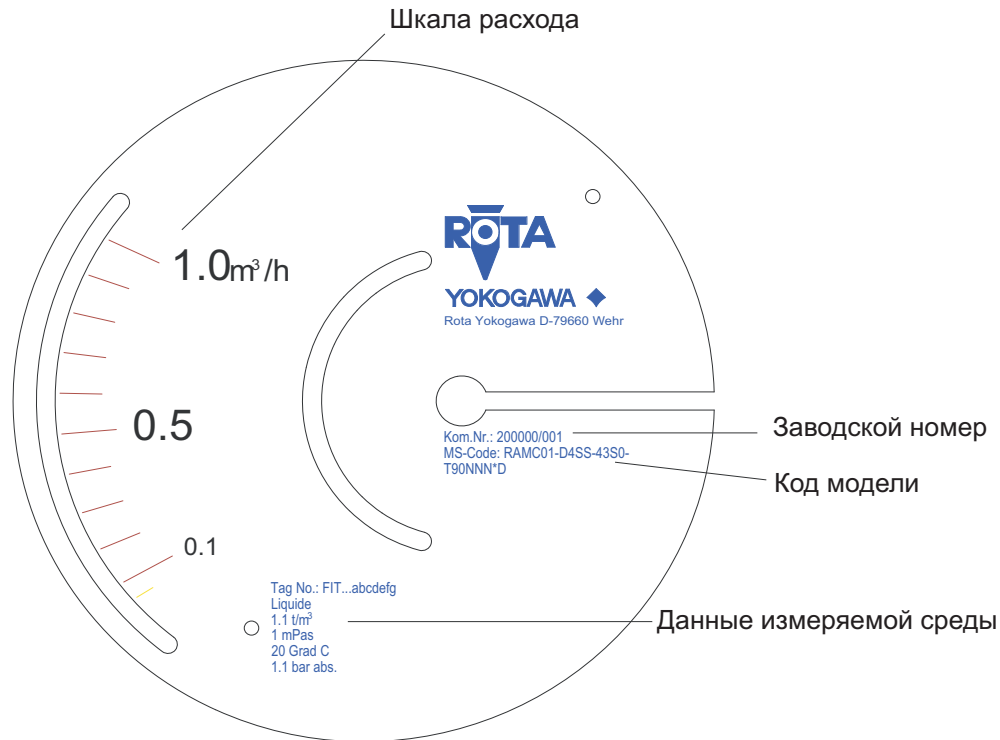 Шкала расхода
ROTA
1.0m³/h
YOKOGAWA
Rota Yokogawa D-79660 Wehr
0.5
Kom.Nr.: 200000/001
Заводской номер
MS-Code: RAMC01-D4SS-43S0-
T90NNN*D
Код модели
0.1
Tag No.: FIT...abcdefg
Liquide
1.1 t/m³
1 mPas
20 Grad C
1.1 bar abs.
Данные измеряемой среды